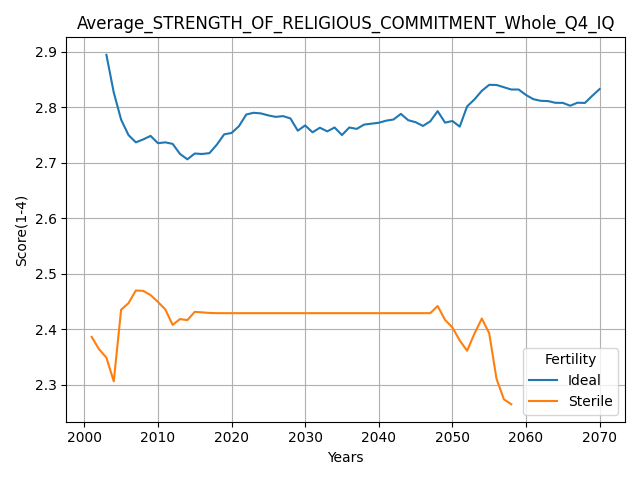 Average_STRENGTH_OF_RELIGIOUS_COMMITMENT_Whole_Q4_IQ
2.9
2.8
2.7
2.6
2.5
2.4
2.3
Score(1-4)
Fertility
Ideal
Sterile
2000 2010 2020 2030 2040 2050 2060 2070
Years